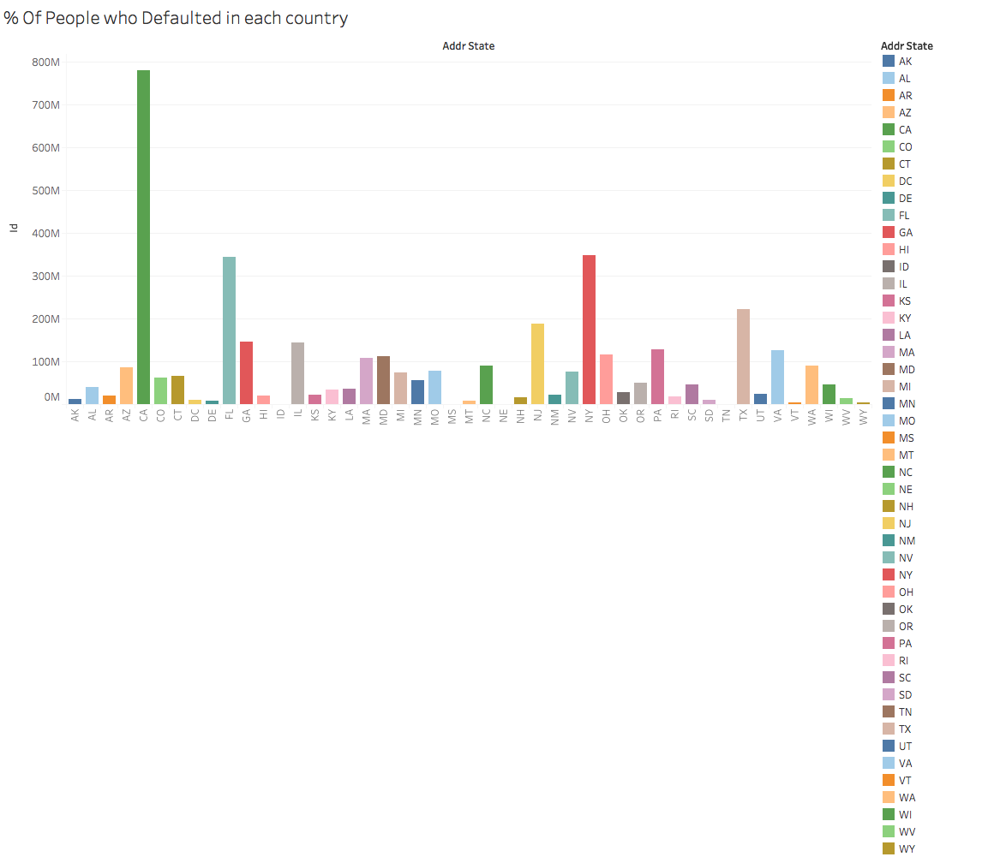 % Of People who Defaulted in each country
Addr State
800M
700M
600M
500M
400M
300M
200M
100M
0M
Id
AK AL AR AZ CA CO CT DC DE FL GA HI ID IL KS KY LA MA MD MI MN MO MS MT NC NE NH NJ NM NV NY OH OK OR PA RI SC SD TN TX UT VA VT WA WI WV WY
Addr State
AK
AL
AR
AZ
CA
CO
CT
DC
DE
FL
GA
HI
ID
IL
KS
KY
LA
MA
MD
MI
MN
MO
MS
MT
NC
NE
NH
NJ
NM
NV
NY
OH
OK
OR
PA
RI
SC
SD
TN
TX
UT
VA
VT
WA
WI
WV
WY